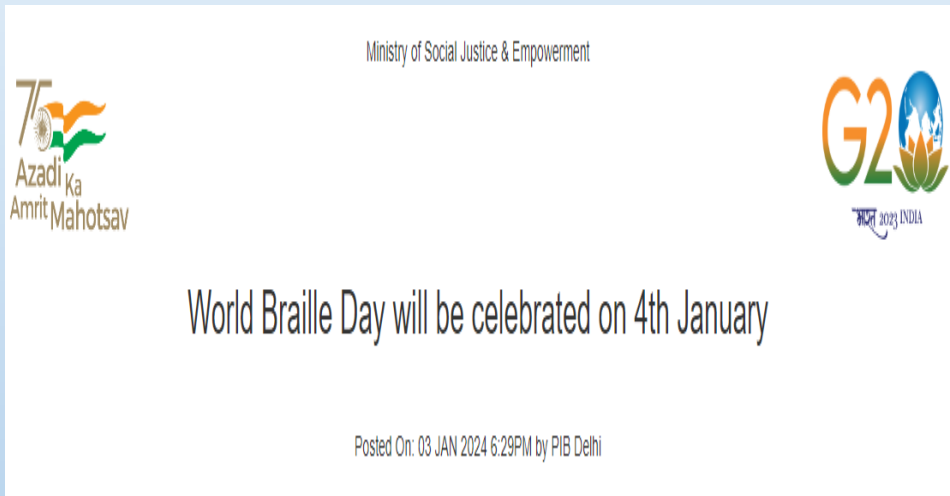 Ministry of Social Justice & Empowerment
75
Azadi Ka
Amrit Mahotsav
G20
भारत 2023 INDIA
World Braille Day will be celebrated on 4th January
Posted On: 03 JAN 2024 6:29PM by PIB Delhi